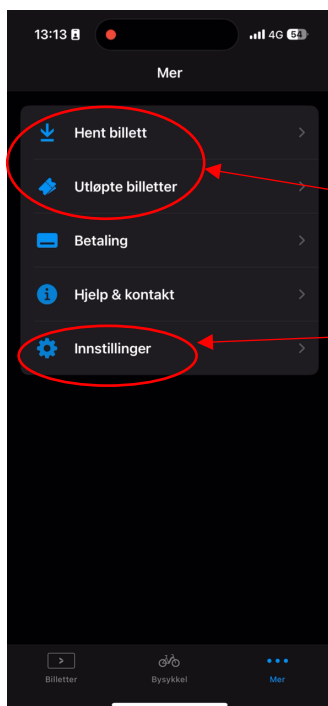 13:13 4G 54
Mer
Hent billett
Utløpte billetter
Betaling
Hjelp & kontakt
Innstillinger
Billetter Bysykkel Mer